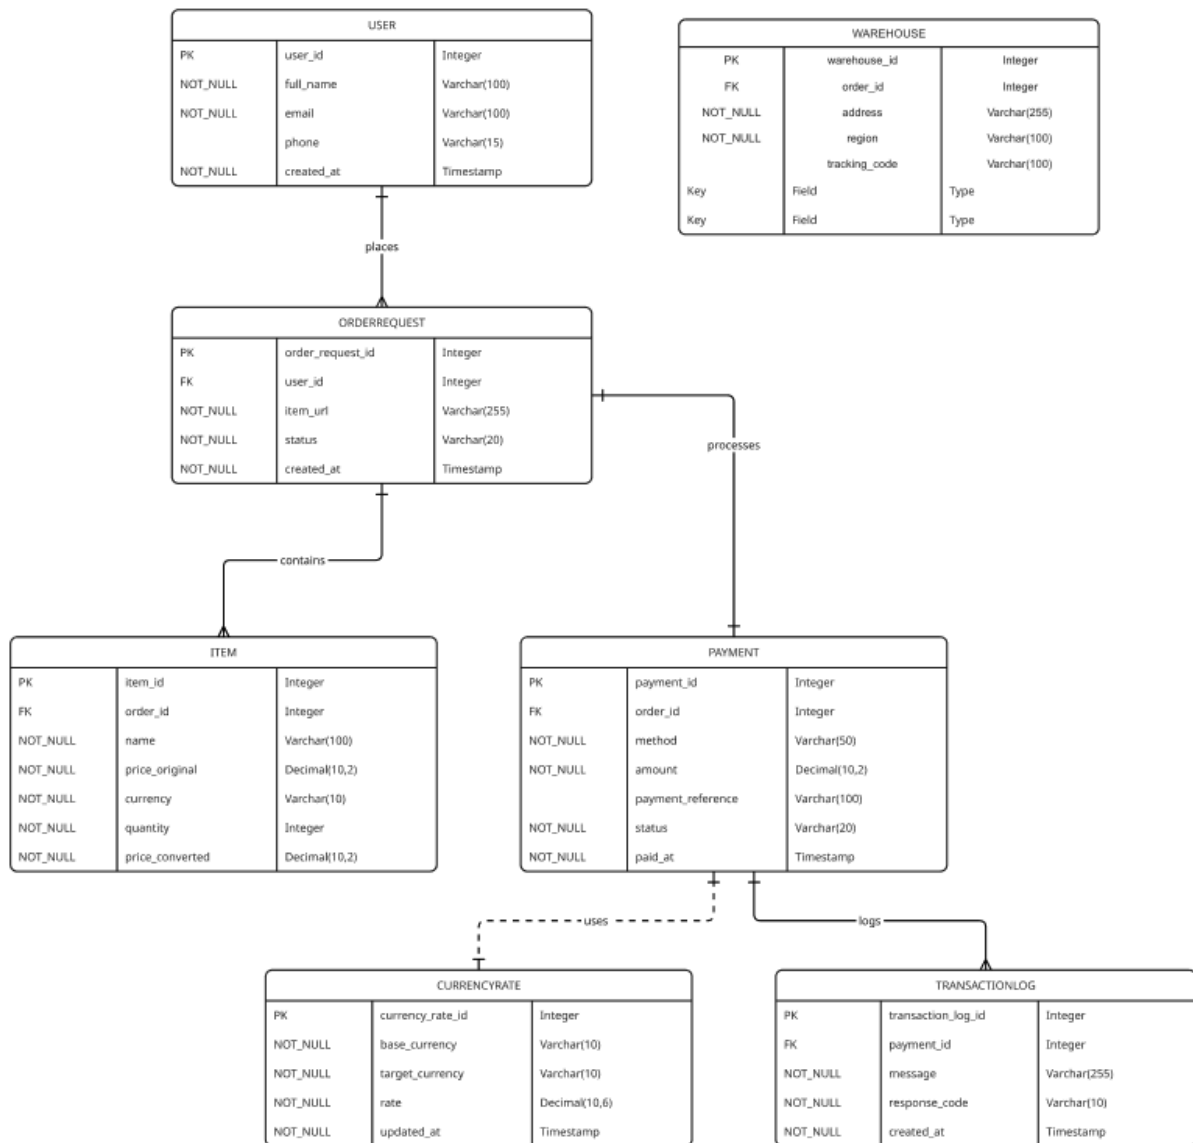 USER
PK user_id Integer
NOT_NULL full_name Varchar(100)
NOT_NULL email Varchar(100)
phone Varchar(15)
NOT_NULL created_at Timestamp
WAREHOUSE
PK warehouse_id Integer
FK order_id Integer
NOT_NULL address Varchar(255)
NOT_NULL region Varchar(100)
tracking_code Varchar(100)
Key Field Type
Key Field Type
places
ORDERREQUEST
PK order_request_id Integer
FK user_id Integer
NOT_NULL item_url Varchar(255)
NOT_NULL status Varchar(20)
NOT_NULL created_at Timestamp
processes
contains
ITEM
PK item_id Integer
FK order_id Integer
NOT_NULL name Varchar(100)
NOT_NULL price_original Decimal(10,2)
NOT_NULL currency Varchar(10)
NOT_NULL quantity Integer
NOT_NULL price_converted Decimal(10,2)
PAYMENT
PK payment_id Integer
FK order_id Integer
NOT_NULL method Varchar(50)
NOT_NULL amount Decimal(10,2)
payment_reference Varchar(100)
NOT_NULL status Varchar(20)
NOT_NULL paid_at Timestamp
uses
logs
CURRENCYRATE
PK currency_rate_id Integer
NOT_NULL base_currency Varchar(10)
NOT_NULL target_currency Varchar(10)
NOT_NULL rate Decimal(10,6)
NOT_NULL updated_at Timestamp
TRANSACTIONLOG
PK transaction_log_id Integer
FK payment_id Integer
NOT_NULL message Varchar(255)
NOT_NULL response_code Varchar(10)
NOT_NULL created_at Timestamp